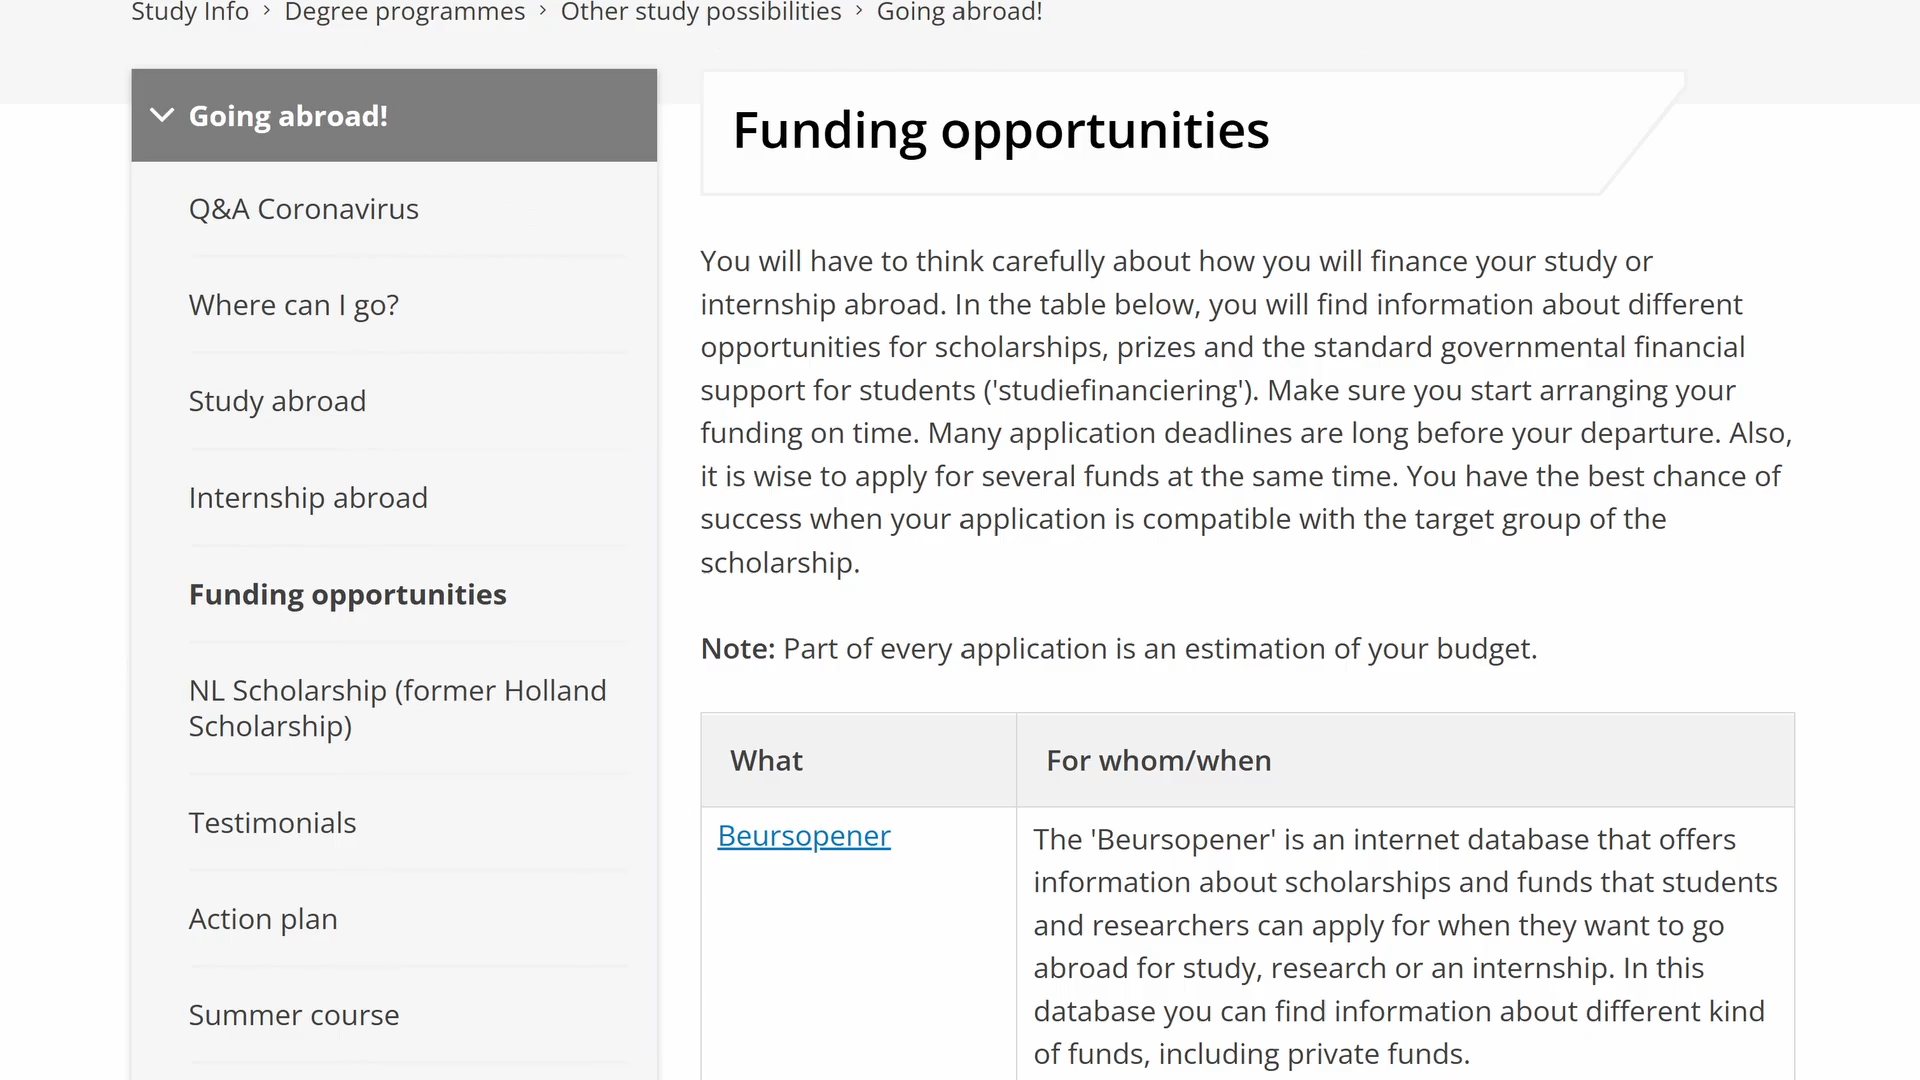 Study Info > Degree programmes > Other study possibilities > Going abroad!
Going abroad!
Q&A Coronavirus
Where can I go?
Study abroad
Internship abroad
Funding opportunities
NL Scholarship (former Holland
Scholarship)
Testimonials
Action plan
Summer course
Funding opportunities
You will have to think carefully about how you will finance your study or
internship abroad. In the table below, you will find information about different
opportunities for scholarships, prizes and the standard governmental financial
support for students ('studiefinanciering'). Make sure you start arranging your
funding on time. Many application deadlines are long before your departure. Also,
it is wise to apply for several funds at the same time. You have the best chance of
success when your application is compatible with the target group of the
scholarship.
Note: Part of every application is an estimation of your budget.
What
For whom/when
Beursopener
The 'Beursopener' is an internet database that offers
information about scholarships and funds that students
and researchers can apply for when they want to go
abroad for study, research or an internship. In this
database you can find information about different kind
of funds, including private funds.